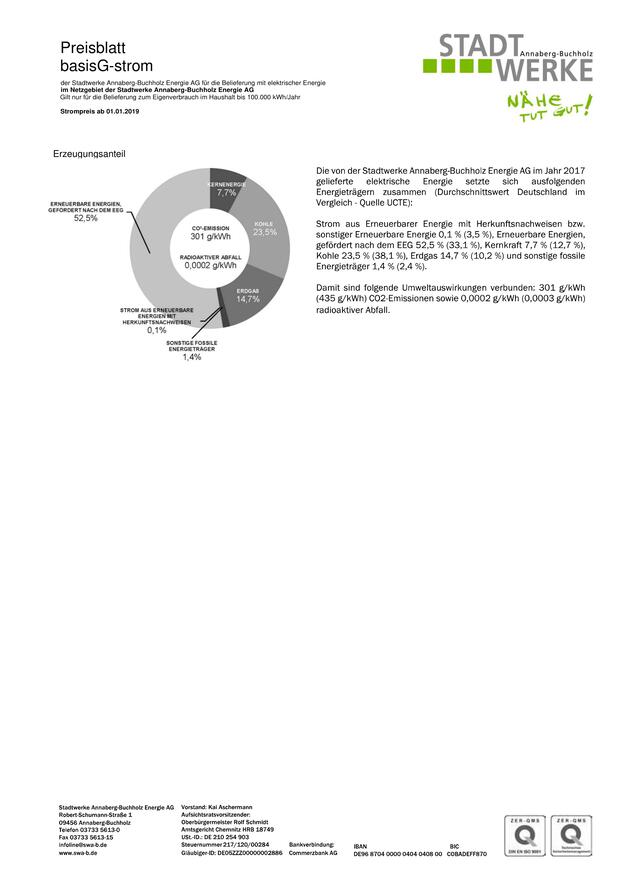 Preisblatt
basisG-strom
der Stadtwerke Annaberg-Buchholz Energie AG für die Belieferung mit elektrischer Energie
im Netzgebiet der Stadtwerke Annaberg-Buchholz Energie AG
Gilt nur für die Belieferung zum Eigenverbrauch im Haushalt bis 100.000 kWh/Jahr
Strompreis ab 01.01.2019
STADT
Annaberg-Buchholz
WERKE
NÄHE
TUT GUT!
Erzeugungsanteil
KERNENERGIE
7,7%
ERNEUERBARE ENERGIEN,
GEFÖRDERT NACH DEM EEG
52,5%
KOHLE
23,5%
CO²-EMISSION
301 g/kWh
RADIOAKTIVER ABFALL
0,0002 g/kWh
ERDGAS
14,7%
STROM AUS ERNEUERBARE
ENERGIEN MIT
HERKUNFTSNACHWEISEN
0,1%
SONSTIGE FOSSILE
ENERGIETRÄGER
1,4%
Die von der Stadtwerke Annaberg-Buchholz Energie AG im Jahr 2017
gelieferte elektrische Energie setzte sich ausfolgenden
Energieträgern zusammen (Durchschnittswert Deutschland im
Vergleich - Quelle UCTE):
Strom aus Erneuerbarer Energie mit Herkunftsnachweisen bzw.
sonstiger Erneuerbare Energie 0,1 % (3,5 %), Erneuerbare Energien,
gefördert nach dem EEG 52,5 % (33,1 %), Kernkraft 7,7 % (12,7 %),
Kohle 23,5 % (38,1 %), Erdgas 14,7 % (10,2 %) und sonstige fossile
Energieträger 1,4 % (2,4 %).
Damit sind folgende Umweltauswirkungen verbunden: 301 g/kWh
(435 g/kWh) CO2-Emissionen sowie 0,0002 g/kWh (0,0003 g/kWh)
radioaktiver Abfall.
Stadtwerke Annaberg-Buchholz Energie AG
Robert-Schumann-Straße 1
09456 Annaberg-Buchholz
Telefon 03733 5613-0
Fax 03733 5613-15
infoline@swa-b.de
www.swa-b.de
Vorstand: Kai Aschermann
Aufsichtsratsvorsitzender:
Oberbürgermeister Rolf Schmidt
Amtsgericht Chemnitz HRB 18749
USt.-ID.: DE 210 254 903
Steuernummer 217/120/00284
Gläubiger-ID: DE05ZZZ00000002886
Bankverbindung:
Commerzbank AG
IBAN
DE96 8704 0000 0404 0408 00
BIC
COBADEFF870
ZER-QMS
Q
DIN EN ISO 9001
ZER-QMS
Q